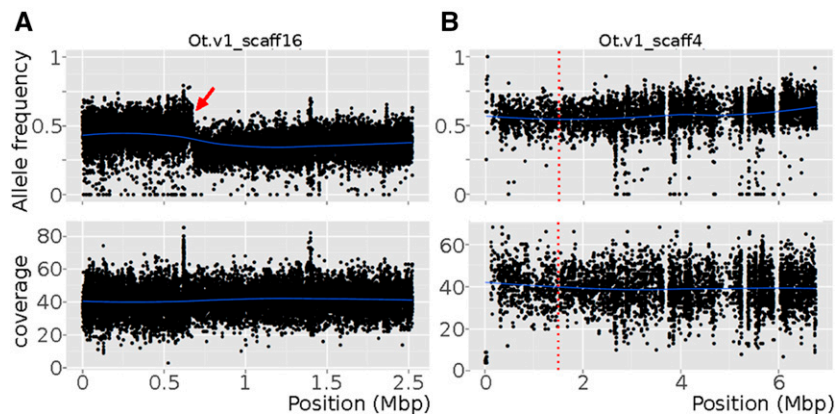 A
Ot.v1_scaff16
B
Ot.v1_scaff4
Allele frequency
1
0.5
0
1
0.5
0
coverage
80
60
40
20
0
60
40
20
0
0 0.5 1 1.5 2.5
Position (Mbp)
0 2 4 6
Position (Mbp)